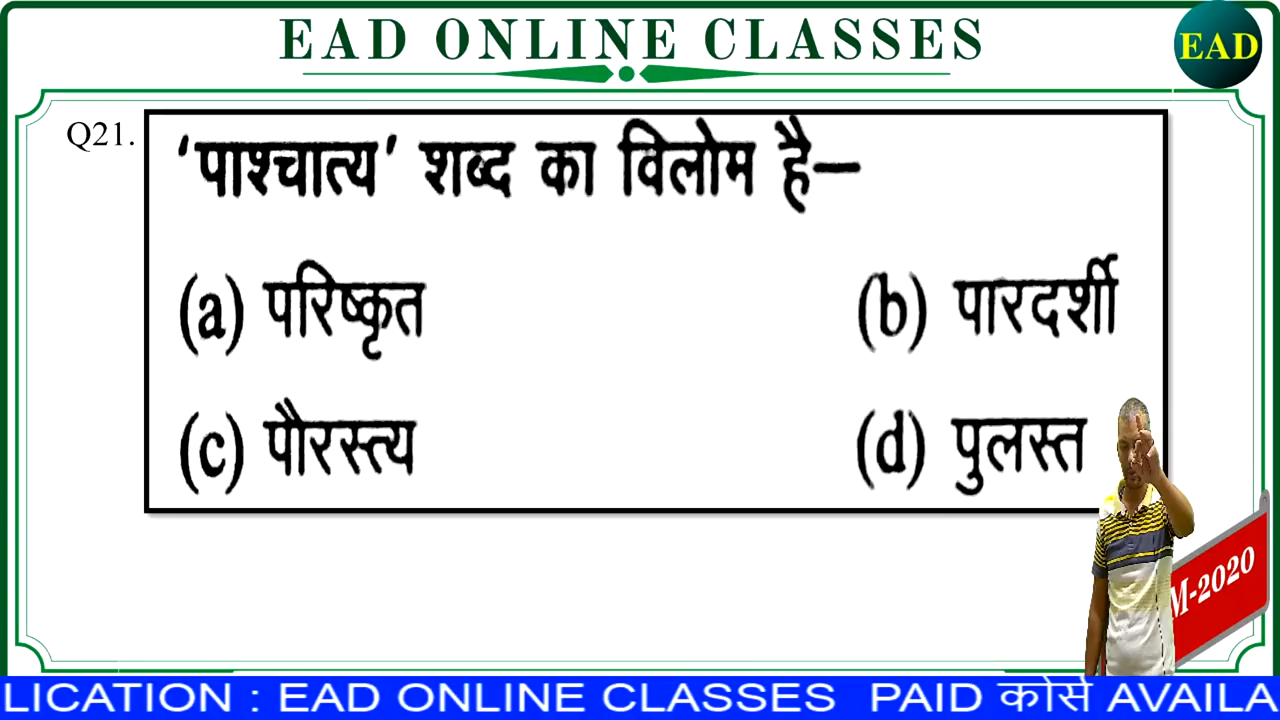 EAD ONLINE CLASSES
EAD
Q21.
‘पाश्चात्य’ शब्द का विलोम है—
(a) परिष्कृत
(b) पारदर्शी
(c) पौरस्त्य
(d) पुलस्त
M-2020
LICATION : EAD ONLINE CLASSES PAID कोर्स AVAILA